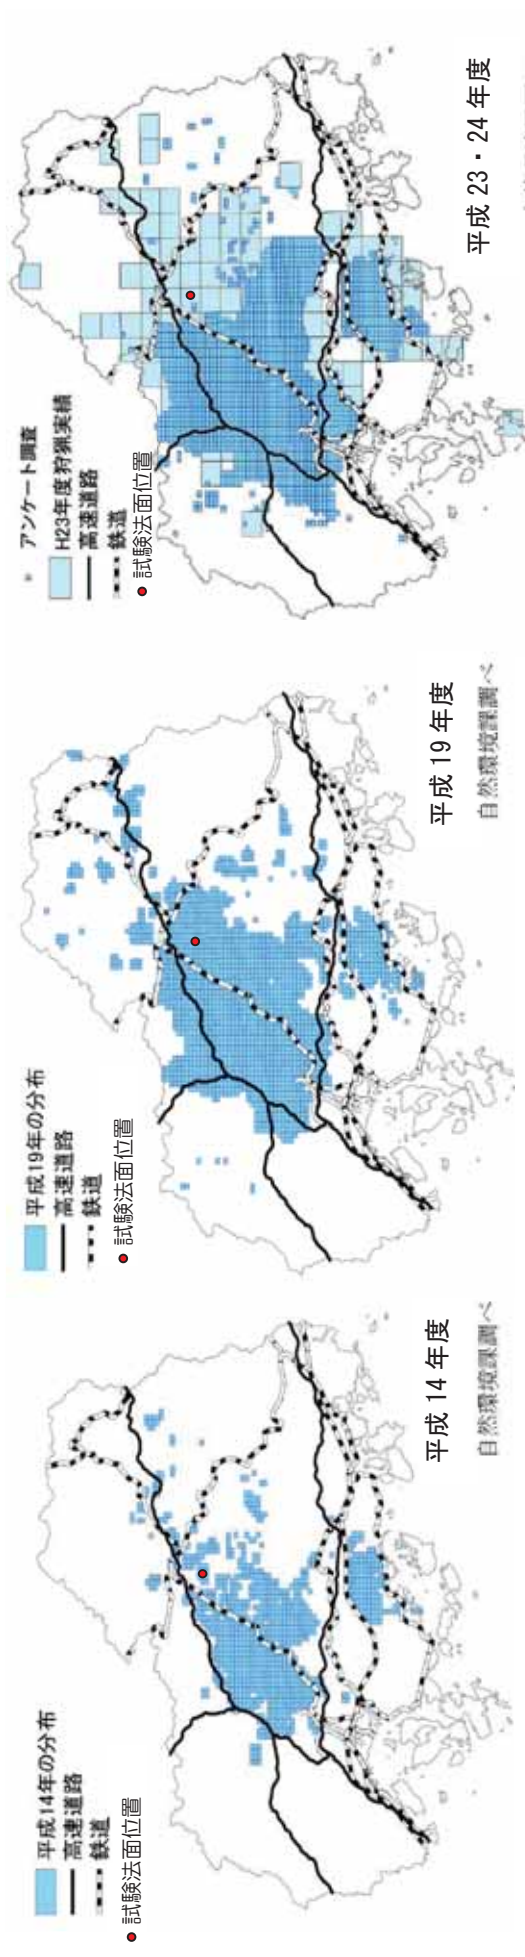 平成14年の分布
高速道路
鉄道
試験法面位置
平成 14 年度
自然環境課調べ
平成19年の分布
高速道路
鉄道
試験法面位置
平成 19 年度
自然環境課調べ
アンケート調査
H23年度狩猟実績
高速道路
鉄道
試験法面位置
平成 23・24 年度